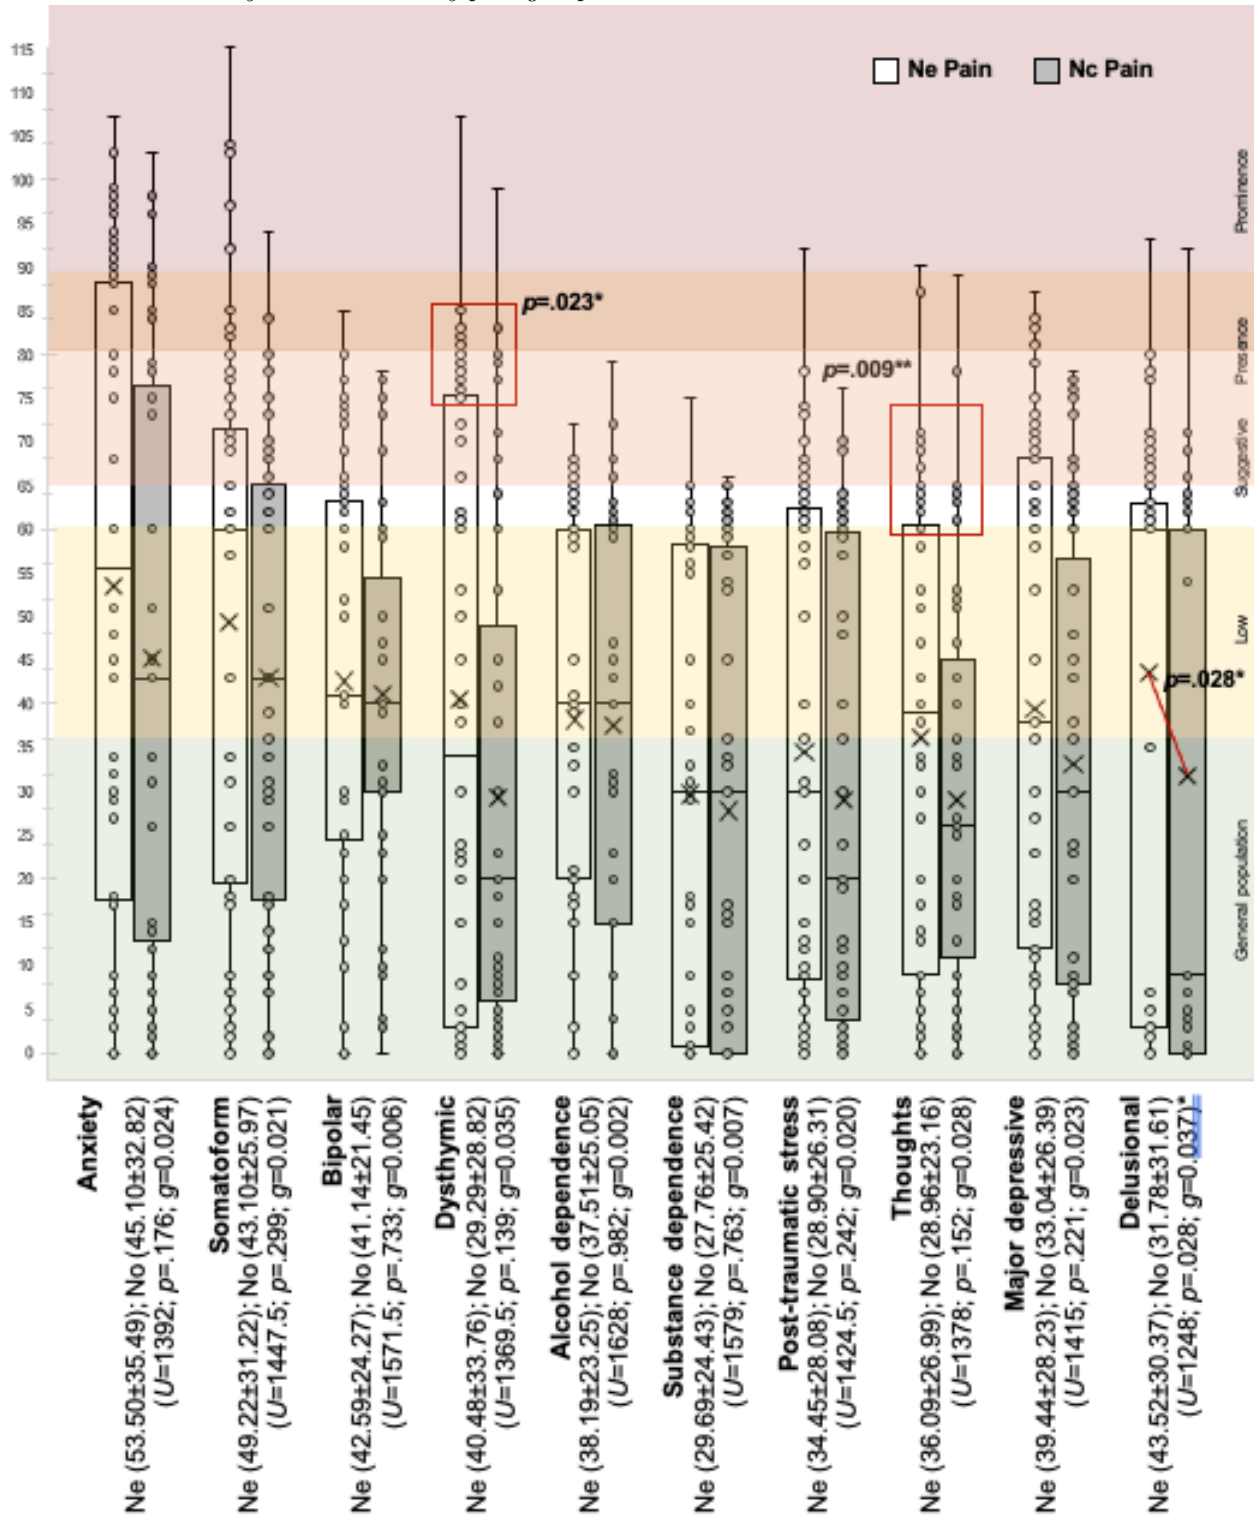 115
110
105
100
95
90
85
80
75
70
65
60
55
50
45
40
35
30
25
20
15
10
5
0
Ne Pain
Nc Pain
Prominence
Presence
Suggestive
Low
General population
p=.023*
p=.009**
p=.028*
Anxiety
Ne (53.50±35.49); No (45.10±32.82)
(U=1392; p=.176; g=0.024)
Somatoform
Ne (49.22±31.22); No (43.10±25.97)
(U=1447.5; p=.299; g=0.021)
Bipolar
Ne (42.59±24.27); No (41.14±21.45)
(U=1571.5; p=.733; g=0.006)
Dysthymic
Ne (40.48±33.76); No (29.29±28.82)
(U=1369.5; p=.139; g=0.035)
Alcohol dependence
Ne (38.19±23.25); No (37.51±25.05)
(U=1628; p=.982; g=0.002)
Substance dependence
Ne (29.69±24.43); No (27.76±25.42)
(U=1579; p=.763; g=0.007)
Post-traumatic stress
Ne (34.45±28.08); No (28.90±26.31)
(U=1424.5; p=.242; g=0.020)
Thoughts
Ne (36.09±26.99); No (28.96±23.16)
(U=1378; p=.152; g=0.028)
Major depressive
Ne (39.44±28.23); No (33.04±26.39)
(U=1415; p=.221; g=0.023)
Delusional
Ne (43.52±30.37); No (31.78±31.61)
(U=1248; p=.028; g=0.037)*